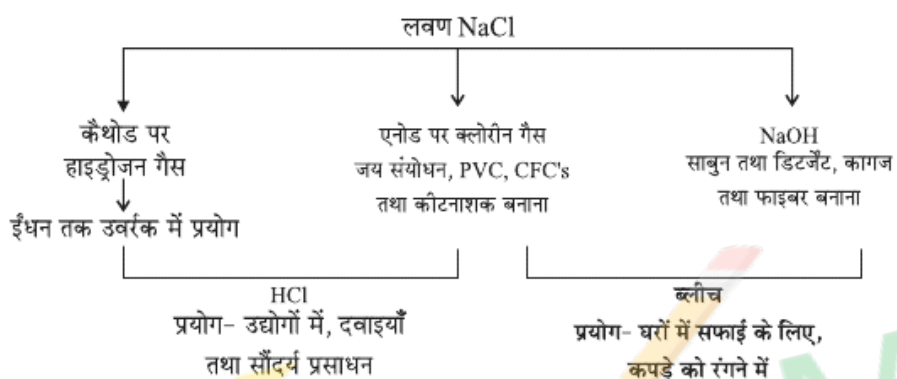 लवण NaCl
कैथोड पर
हाइड्रोजन गैस
ईंधन तक उवर्रक में प्रयोग
एनोड पर क्लोरीन गैस
जय संयोधन, PVC, CFC's
तथा कीटनाशक बनाना
NaOH
साबुन तथा डिटर्जेंट, कागज
तथा फाइबर बनाना
HCl
प्रयोग- उद्योगों में, दवाइयाँ
तथा सौंदर्य प्रसाधन
ब्लीच
प्रयोग- घरों में सफाई के लिए,
कपड़े को रंगने में